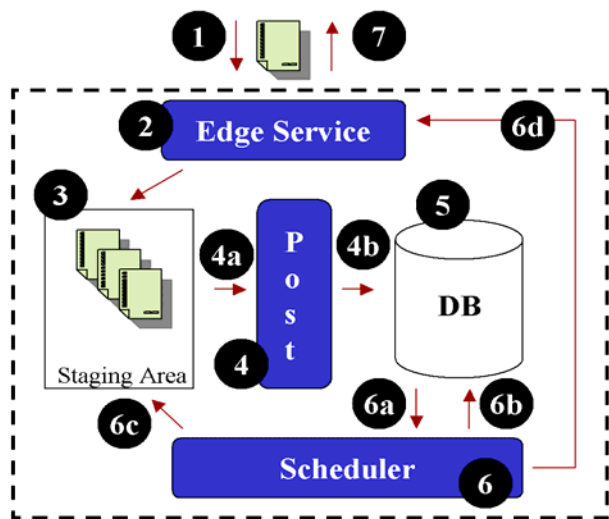 1
7
2
Edge Service
6d
3
5
4a
Post
4b
DB
Staging Area
4
6a
6b
6c
Scheduler
6